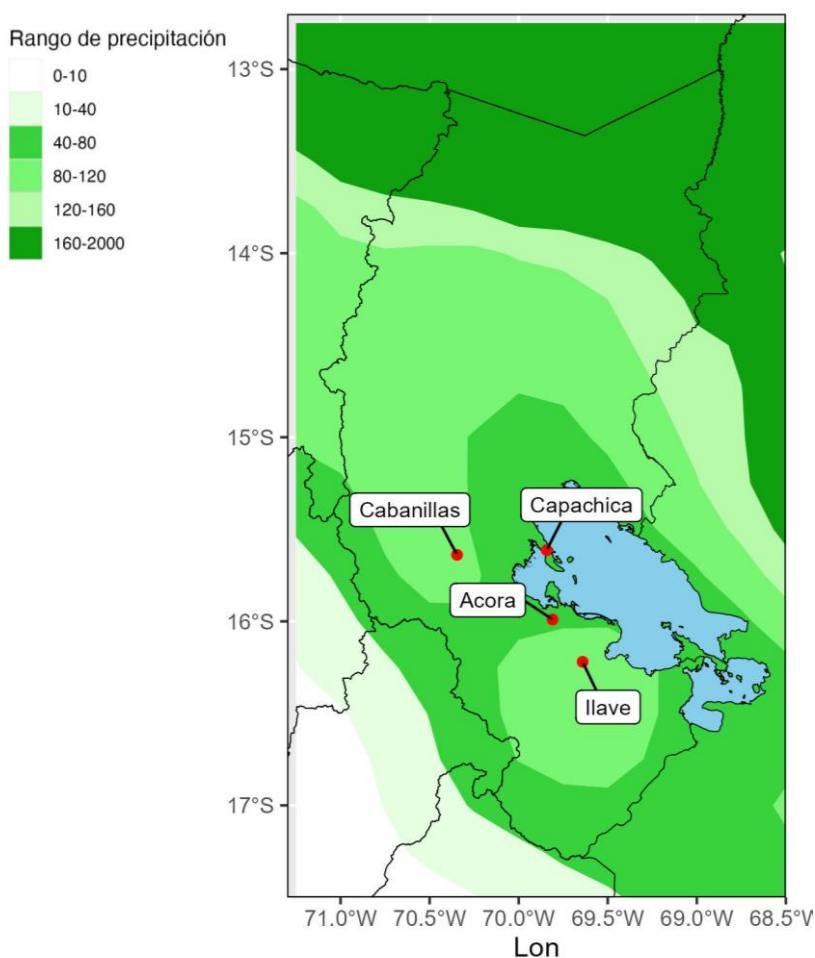 Rango de precipitación
0-10
10-40
40-80
80-120
120-160
160-2000
13°S
14°S
15°S
16°S
17°S
Cabanillas
Capachica
Acora
Ilave
71.0°W 70.5°W 70.0°W 69.5°W 69.0°W 68.5°W
Lon